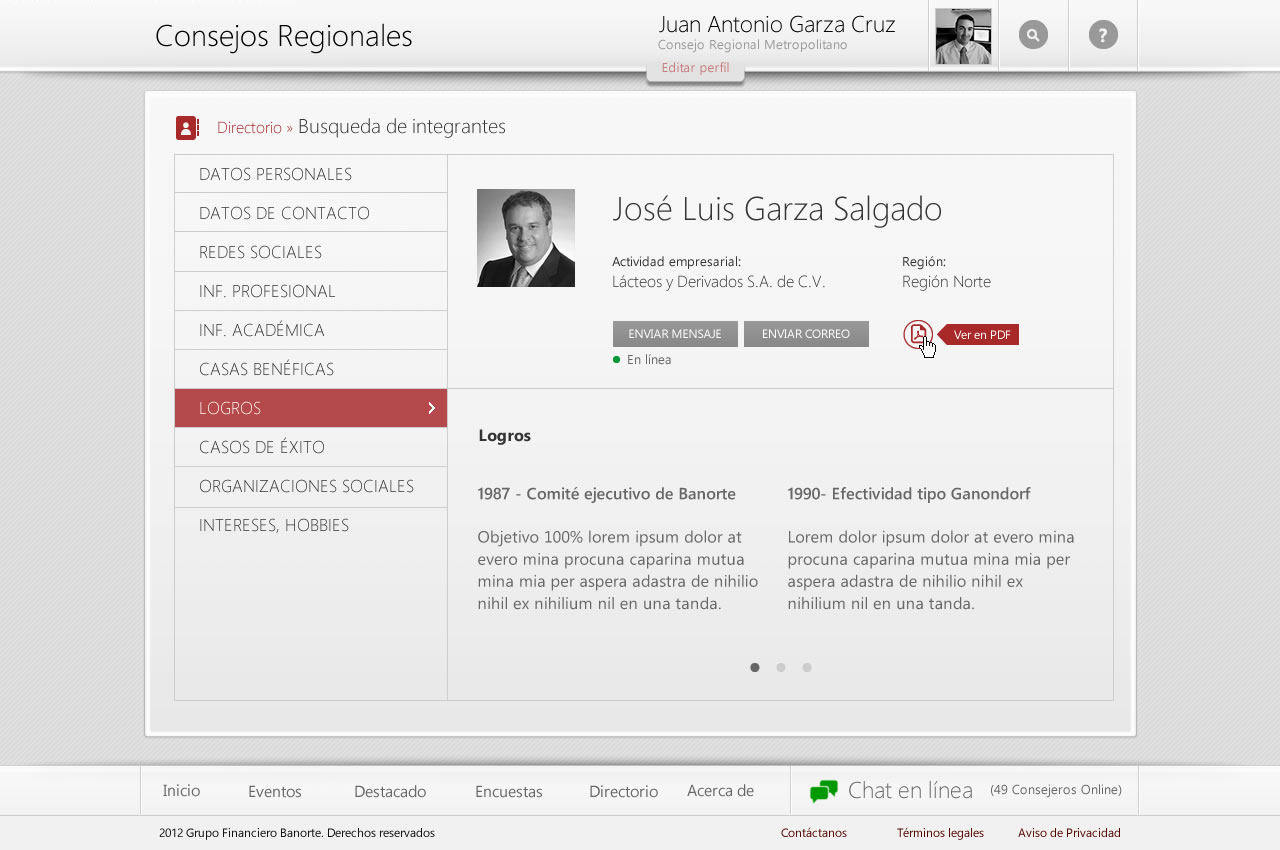 Consejos Regionales
Juan Antonio Garza Cruz
Consejo Regional Metropolitano
Editar perfil
?
Directorio » Busqueda de integrantes
DATOS PERSONALES
DATOS DE CONTACTO
REDES SOCIALES
INF. PROFESIONAL
INF. ACADÉMICA
CASAS BENÉFICAS
LOGROS
CASOS DE ÉXITO
ORGANIZACIONES SOCIALES
INTERESES, HOBBIES
José Luis Garza Salgado
Actividad empresarial:
Lácteos y Derivados S.A. de C.V.
Región:
Región Norte
ENVIAR MENSAJE
ENVIAR CORREO
Ver en PDF
En línea
Logros
1987 - Comité ejecutivo de Banorte
Objetivo 100% lorem ipsum dolor at
evero mina procuna caparina mutua
mina mia per aspera adastra de nihilio
nihil ex nihilium nil en una tanda.
1990- Efectividad tipo Ganondorf
Lorem dolor ipsum dolor at evero mina
procuna caparina mutua mina mia per
aspera adastra de nihilio nihil ex
nihilium nil en una tanda.
Inicio
Eventos
Destacado
Encuestas
Directorio
Acerca de
Chat en línea
(49 Consejeros Online)
2012 Grupo Financiero Banorte. Derechos reservados
Contáctanos
Términos legales
Aviso de Privacidad